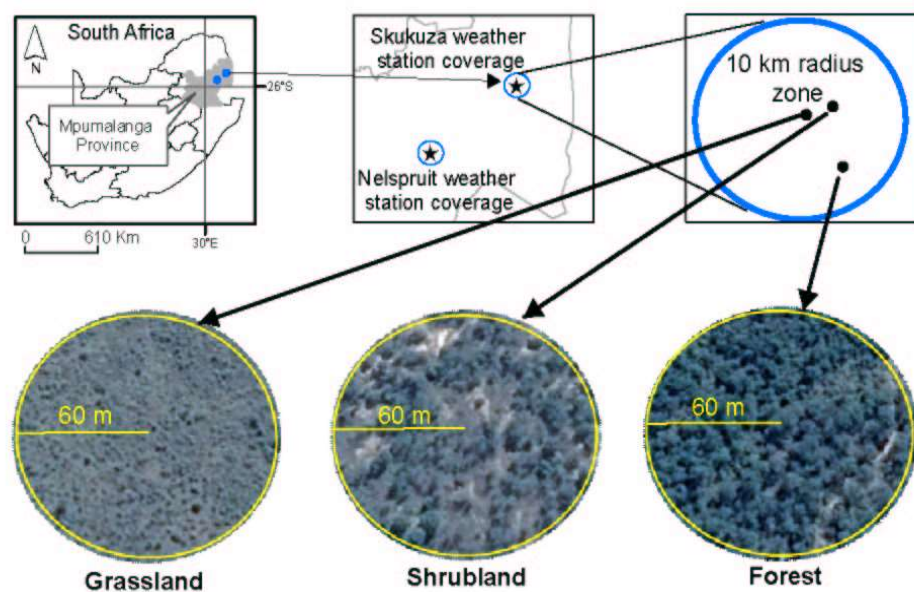 South Africa
N
26°S
Mpumalanga
Province
0 610 Km
30°E
Skukuza weather
station coverage
Nelspruit weather
station coverage
10 km radius
zone
60 m
Grassland
60 m
Shrubland
60 m
Forest